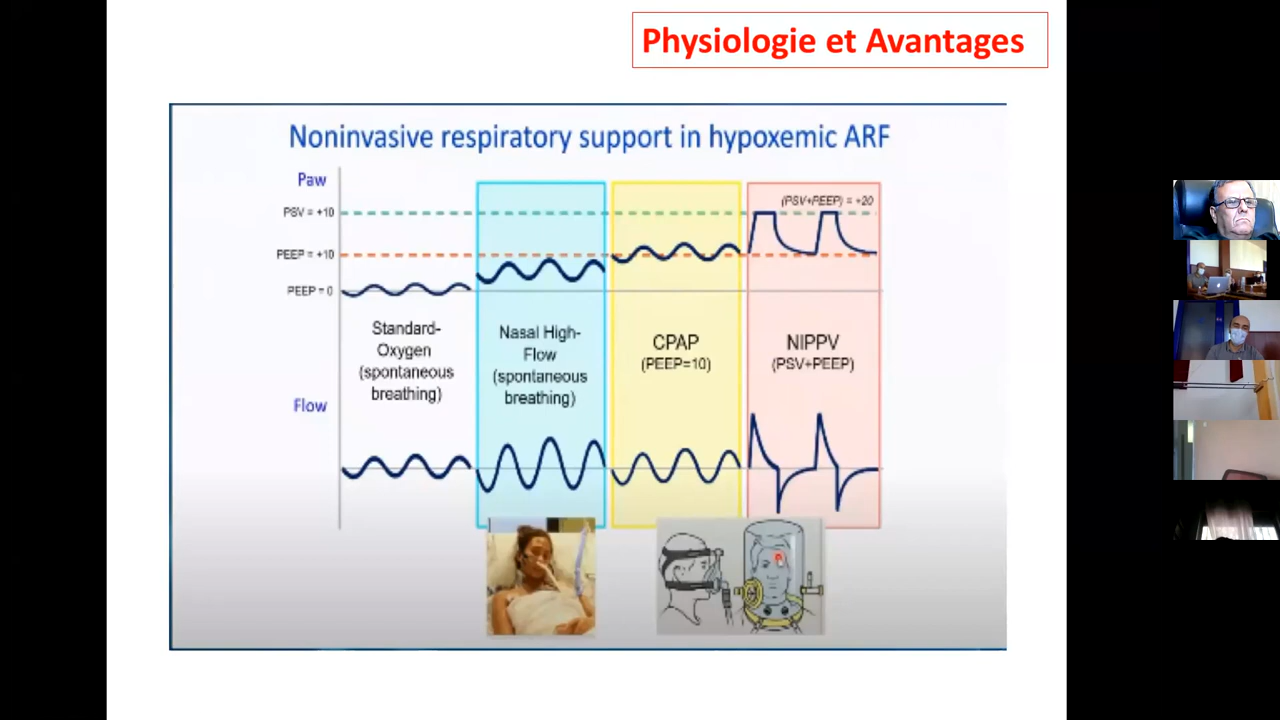 Physiologie et Avantages
Noninvasive respiratory support in hypoxemic ARF
Paw
PSV = +10
PEEP = +10
PEEP = 0
(PSV+PEEP) = +20
Standard-
Oxygen
(spontaneous
breathing)
Nasal High-
Flow
(spontaneous
breathing)
CPAP
(PEEP=10)
NIPPV
(PSV+PEEP)
Flow